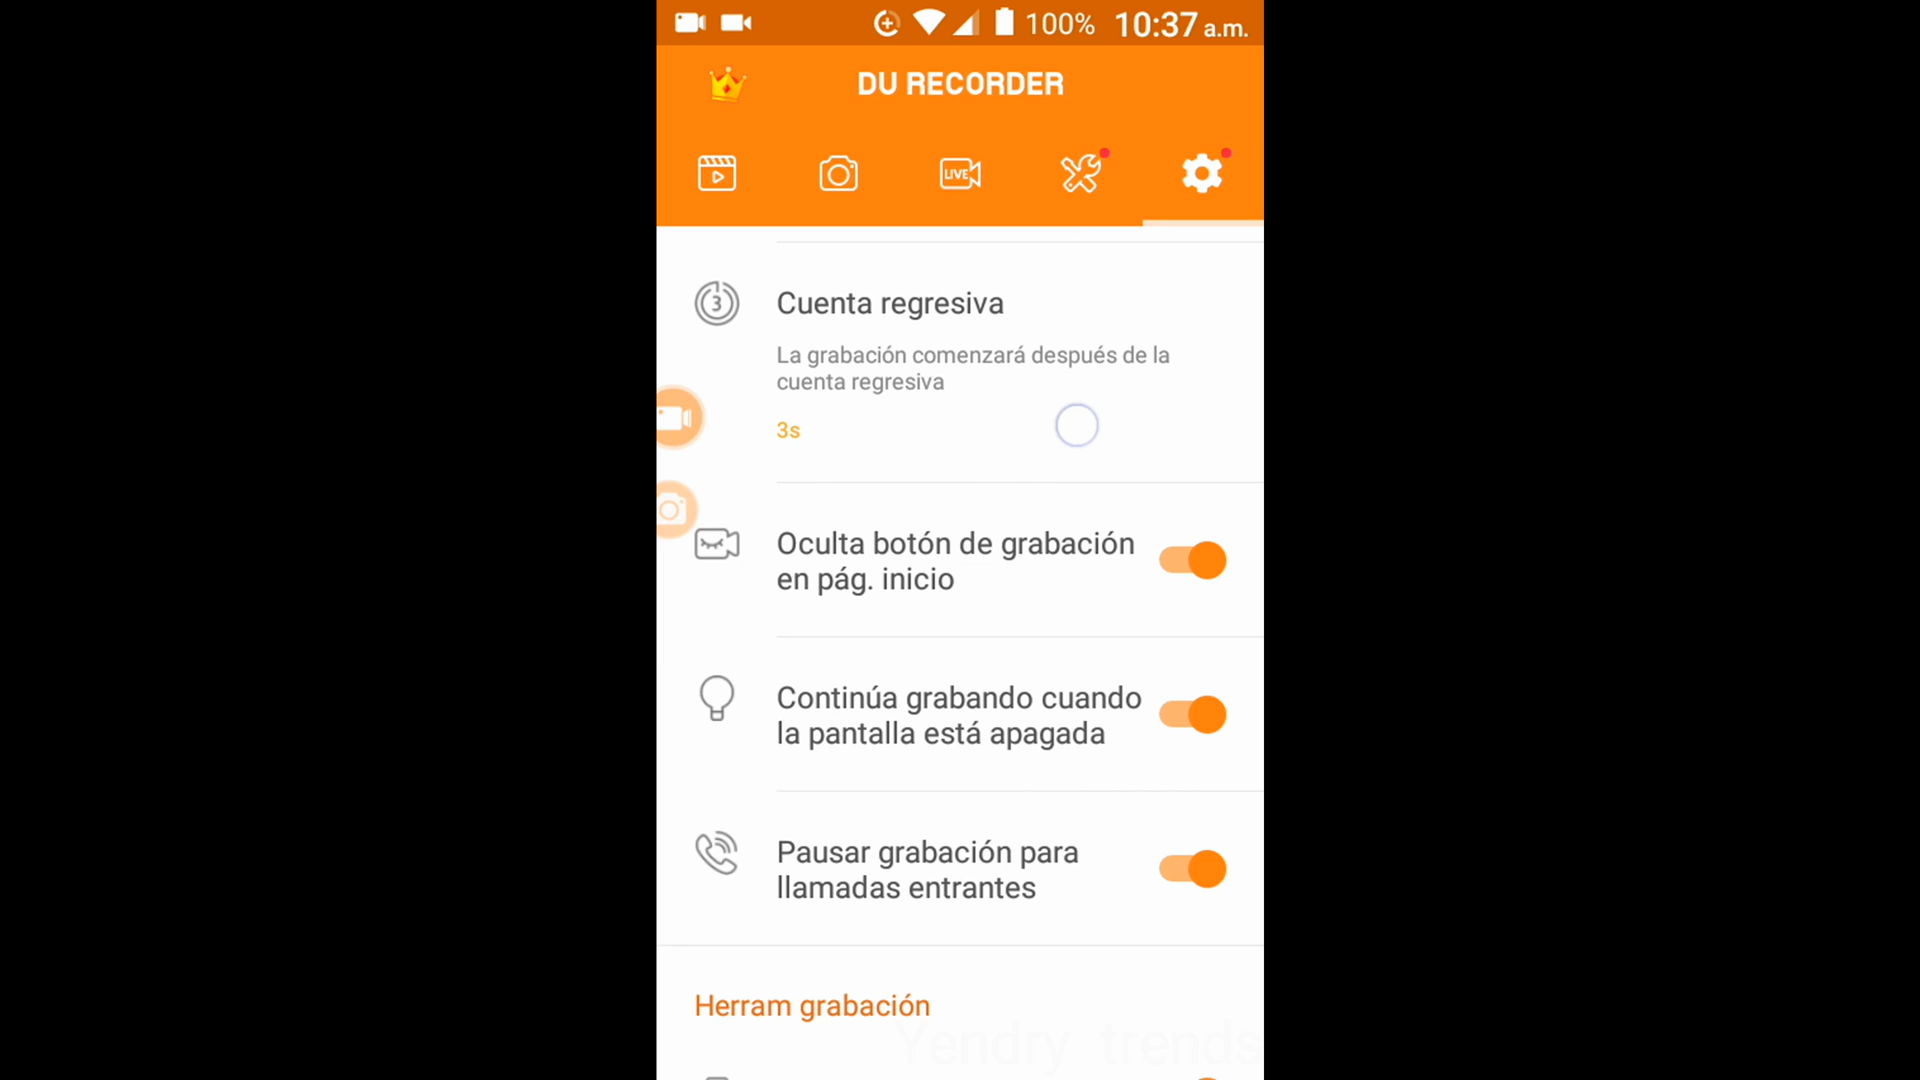 100% 10:37 a.m.
DU RECORDER
LIVE
3
Cuenta regresiva
La grabación comenzará después de la
cuenta regresiva
3s
Oculta botón de grabación
en pág. inicio
Continúa grabando cuando
la pantalla está apagada
Pausar grabación para
llamadas entrantes
Herram grabación
Yendry trends